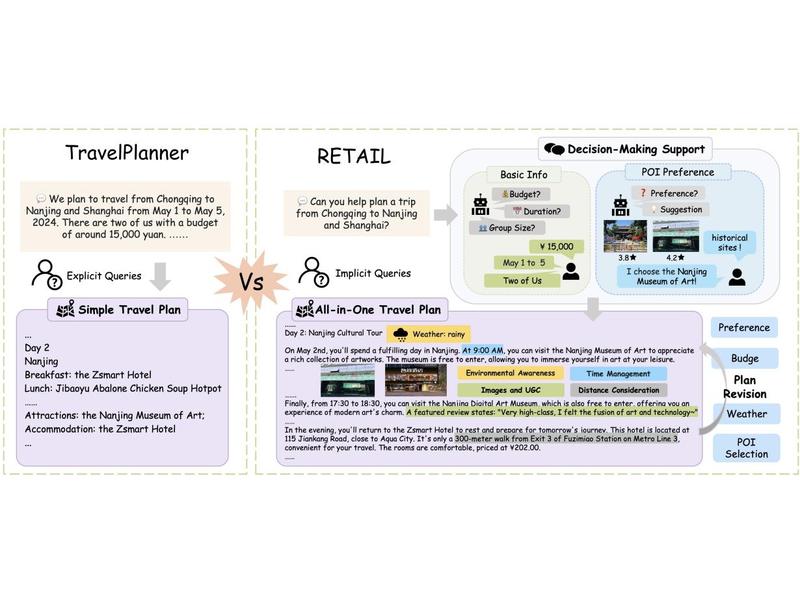 TravelPlanner
We plan to travel from Chongqing to
Nanjing and Shanghai from May 1 to May 5,
2024. There are two of us with a budget
of around 15,000 yuan. ......
Explicit Queries
Simple Travel Plan
...
Day 2
Nanjing
Breakfast: the Zsmart Hotel
Lunch: Jibaoyu Abalone Chicken Soup Hotpot
......
Attractions: the Nanjing Museum of Art;
Accommodation: the Zsmart Hotel
...
Vs
RETAIL
Can you help plan a trip
from Chongqing to Nanjing
and Shanghai?
Implicit Queries
Decision-Making Support
Basic Info
Budget?
Duration?
Group Size?
¥ 15,000
May 1 to 5
Two of Us
POI Preference
Preference?
Suggestion
3.8★
4.2★
historical
sites !
I choose the Nanjing
Museum of Art!
All-in-One Travel Plan
......
Day 2: Nanjing Cultural Tour
Weather: rainy
On May 2nd, you'll spend a fulfilling day in Nanjing. At 9:00 AM, you can visit the Nanjing Museum of Art to appreciate
a rich collection of artworks. The museum is free to enter, allowing you to immerse yourself in art at your leisure.
......
Environmental Awareness
Time Management
Images and UGC
Distance Consideration
......
Finally, from 17:30 to 18:30, you can visit the Nanjing Digital Art Museum, which is also free to enter, offering you an
experience of modern art's charm. A featured review states: "Very high-class, I felt the fusion of art and technology~"
......
In the evening, you'll return to the Zsmart Hotel to rest and prepare for tomorrow's journey. This hotel is located at
115 Jiankang Road, close to Aqua City. It's only a 300-meter walk from Exit 3 of Fuzimiao Station on Metro Line 3,
convenient for your travel. The rooms are comfortable, priced at ¥202.00.
......
Preference
Budge
Plan
Revision
Weather
POI
Selection